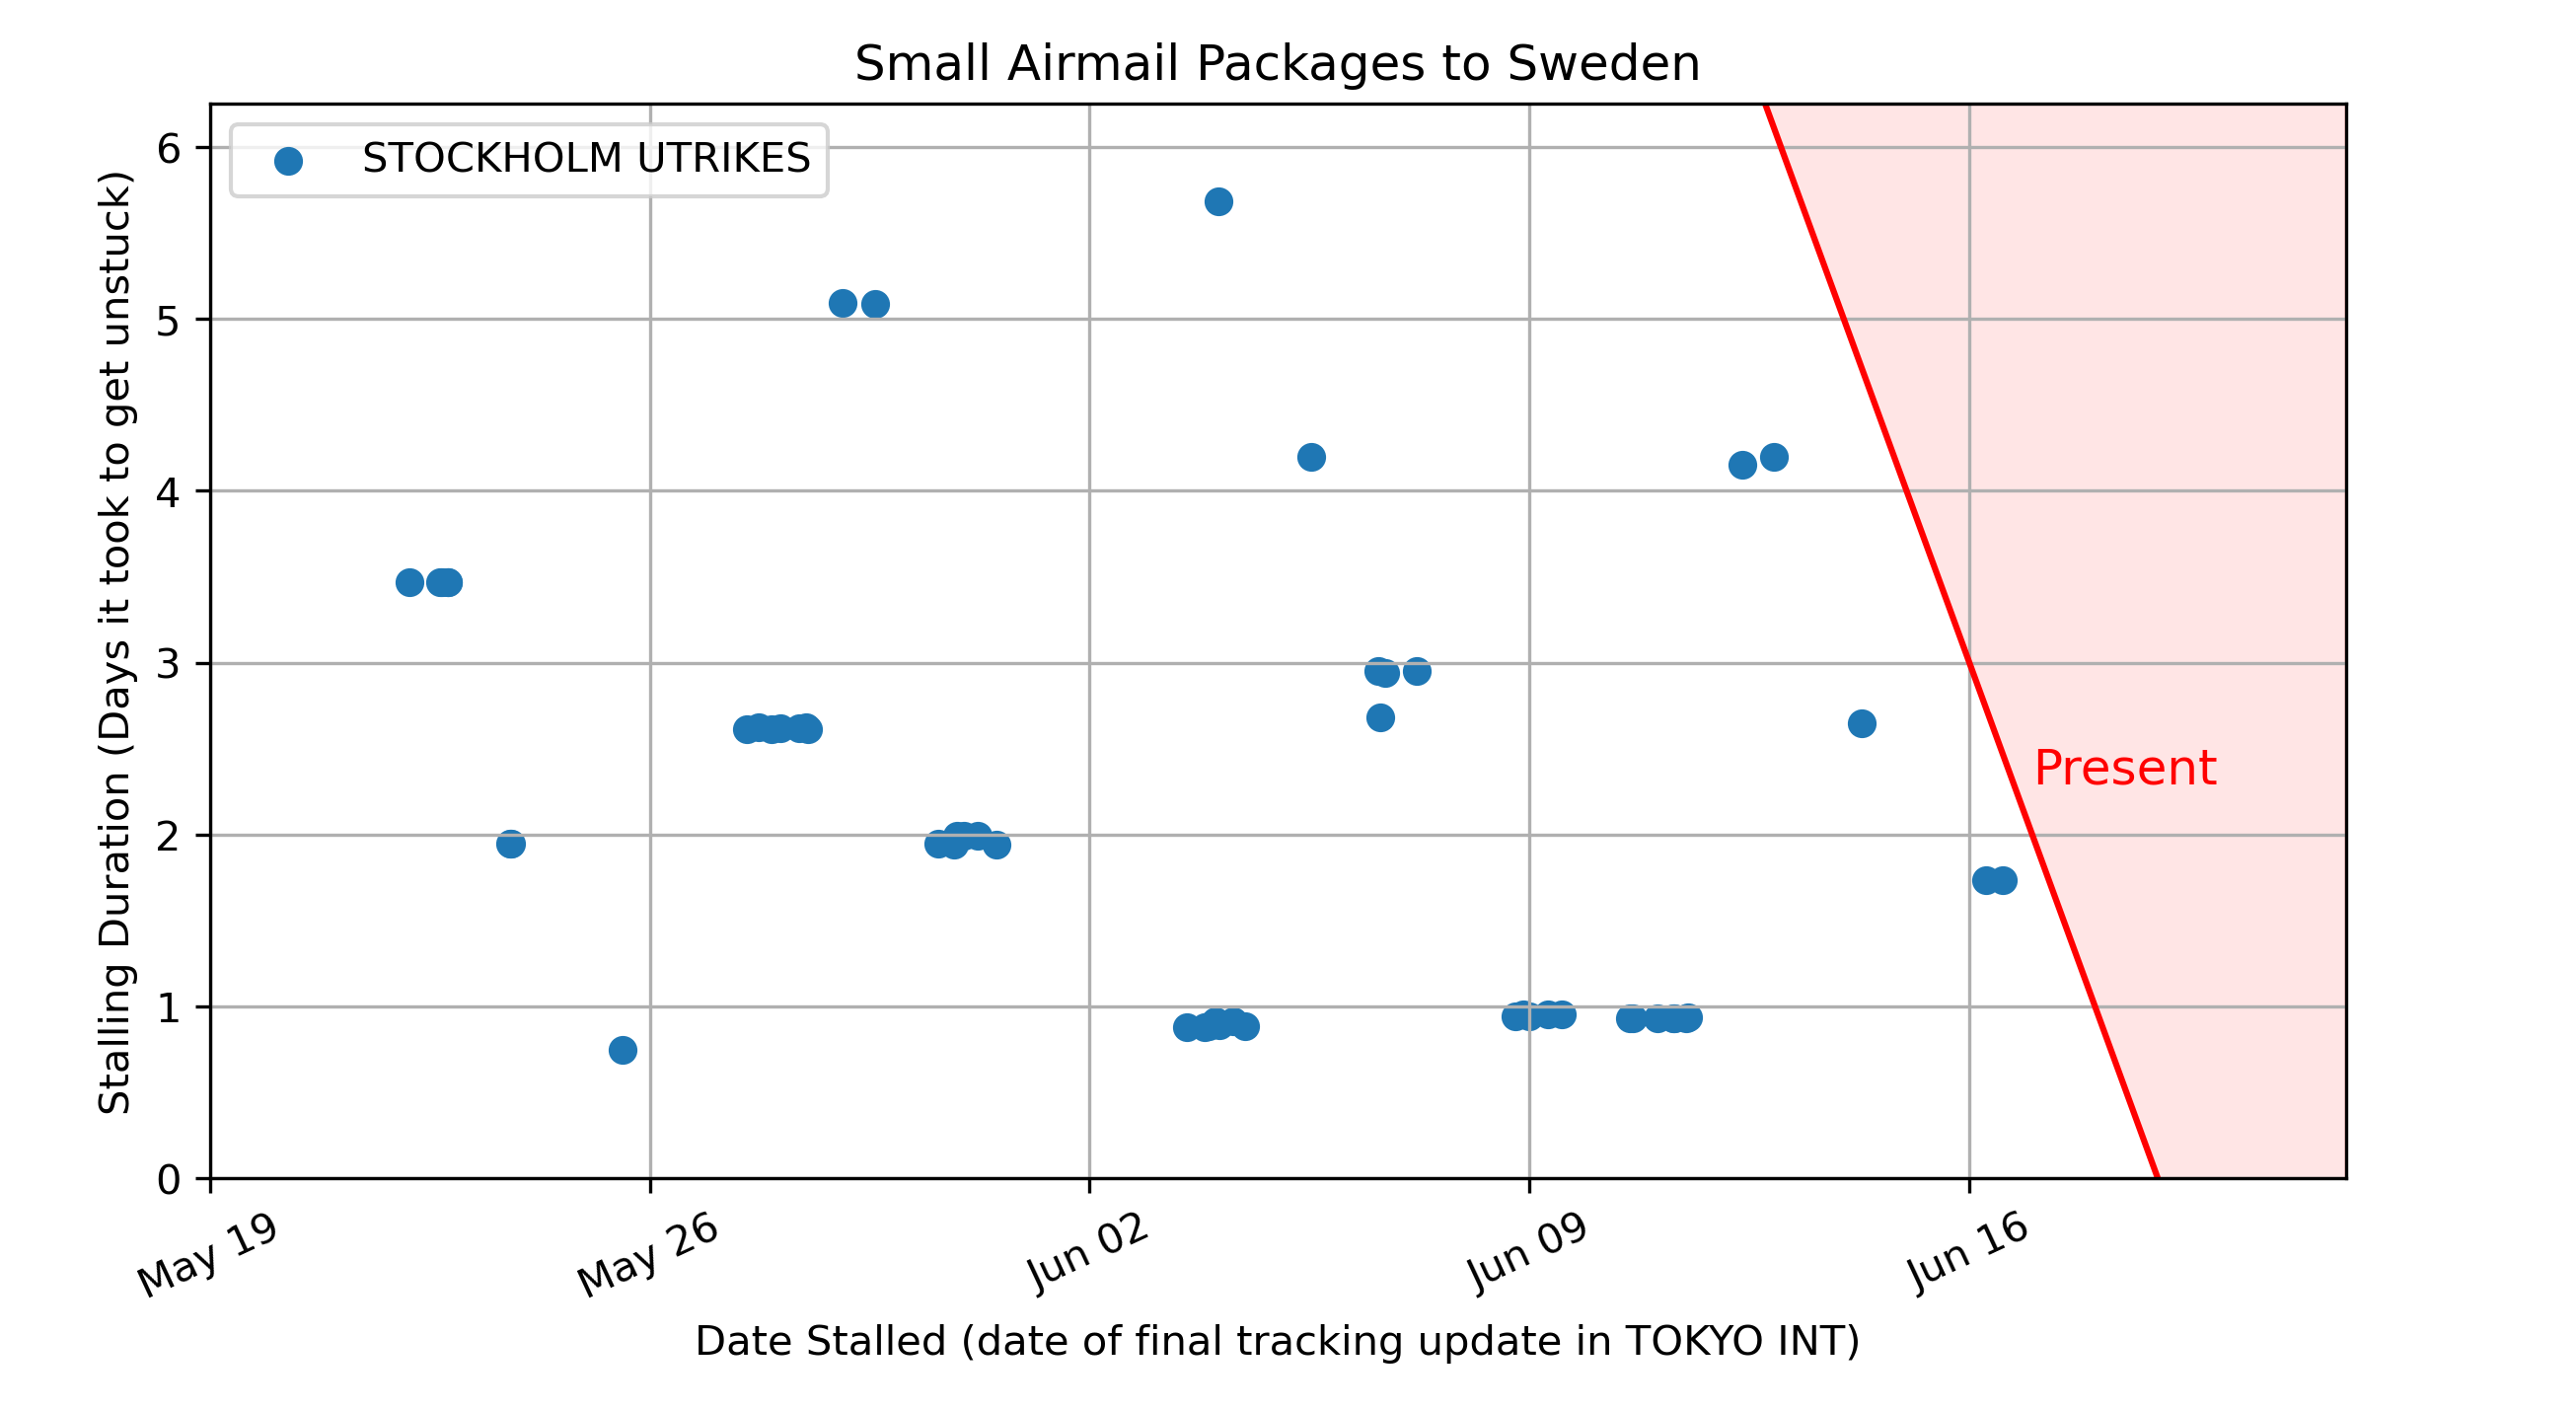 Small Airmail Packages to Sweden
STOCKHOLM UTRIKES
Stalling Duration (Days it took to get unstuck)
6
5
4
3
2
1
0
Present
May 19
May 26
Jun 02
Jun 09
Jun 16
Date Stalled (date of final tracking update in TOKYO INT)